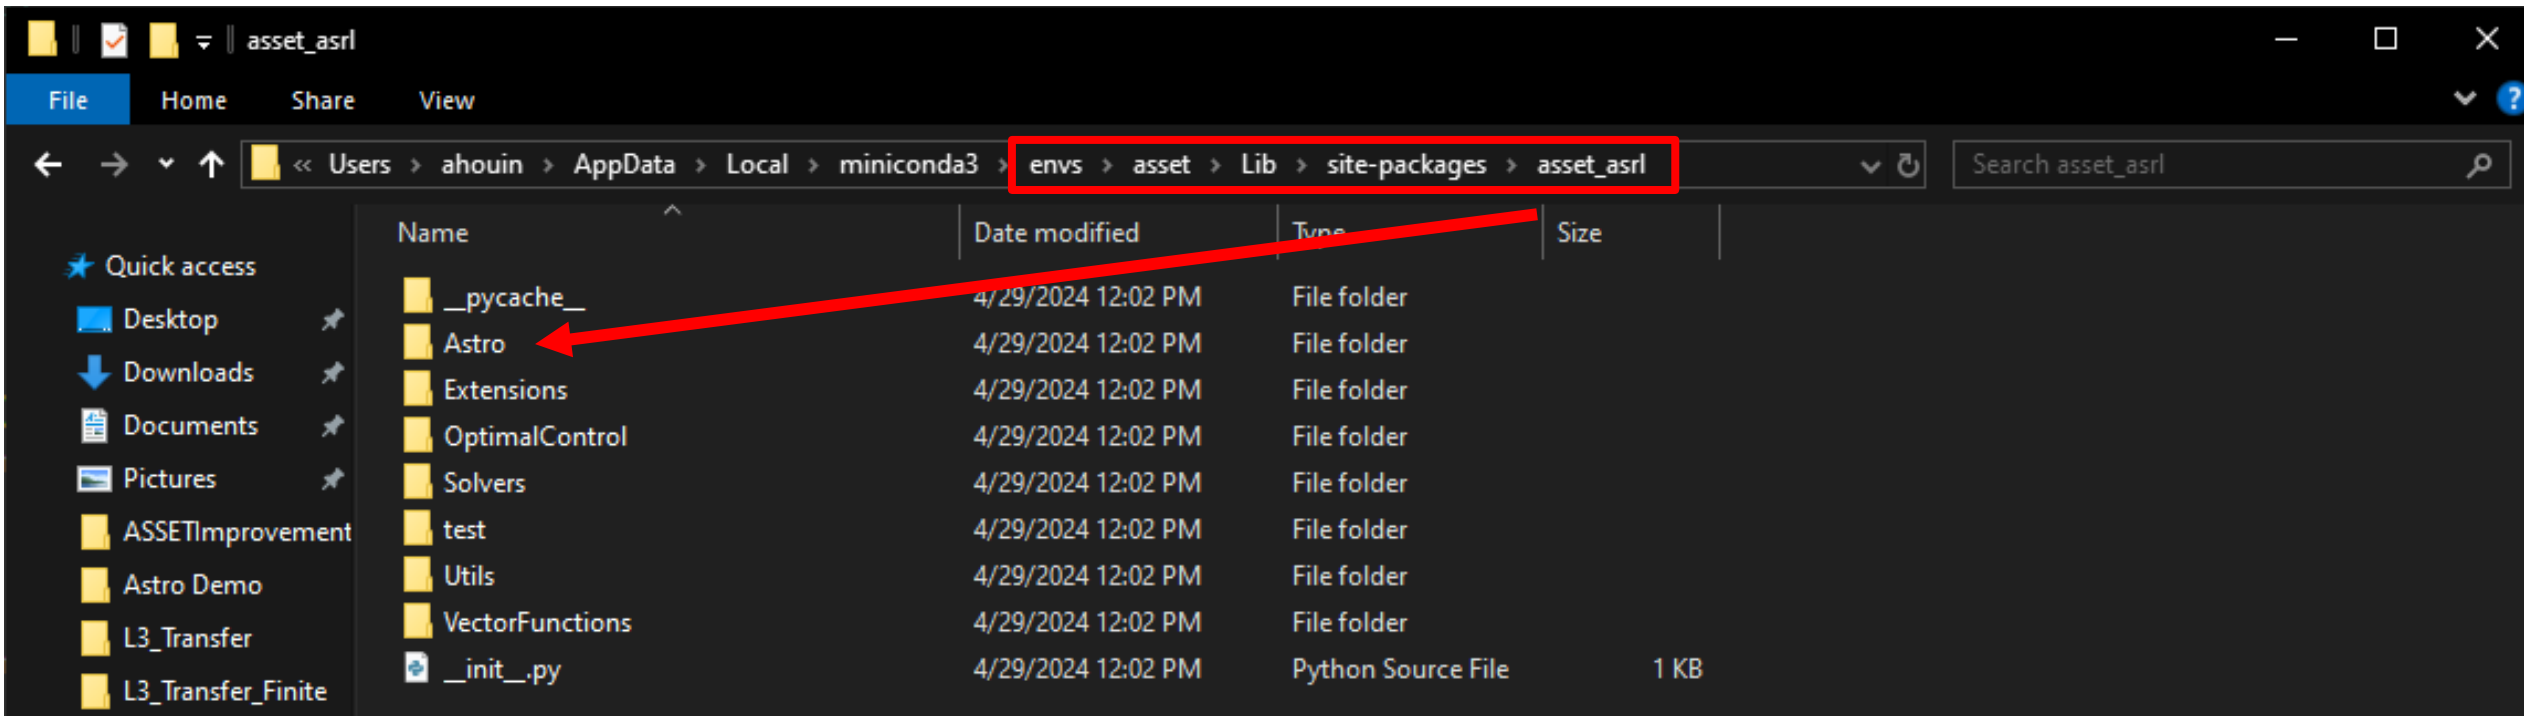 asset_asrl
File Home Share View
« Users > ahouin > AppData > Local > miniconda3 > envs > asset > Lib > site-packages > asset_asrl Search asset_asrl
Name Date modified Type Size
Quick access
Desktop
Downloads
Documents
Pictures
ASSETImprovement
Astro Demo
L3_Transfer
L3_Transfer_Finite
__pycache__ 4/29/2024 12:02 PM File folder
Astro 4/29/2024 12:02 PM File folder
Extensions 4/29/2024 12:02 PM File folder
OptimalControl 4/29/2024 12:02 PM File folder
Solvers 4/29/2024 12:02 PM File folder
test 4/29/2024 12:02 PM File folder
Utils 4/29/2024 12:02 PM File folder
VectorFunctions 4/29/2024 12:02 PM File folder
__init__.py 4/29/2024 12:02 PM Python Source File 1 KB